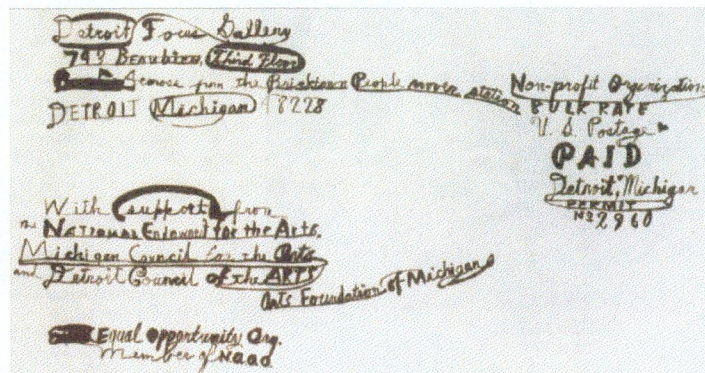 Detroit Focus Gallery
743 Beaubien, Third Floor
Across from the Bricktown People mover station
DETROIT Michigan 48228
Non-profit Organization
BULK RATE
U.S. Postage
PAID
Detroit, Michigan
PERMIT
No 2960
With support from
the National Endowment for the Arts,
Michigan Council for the Arts
and Detroit Council of the ARTS
Arts Foundation of Michigan
Equal Opportunity Org.
Member of NAAO